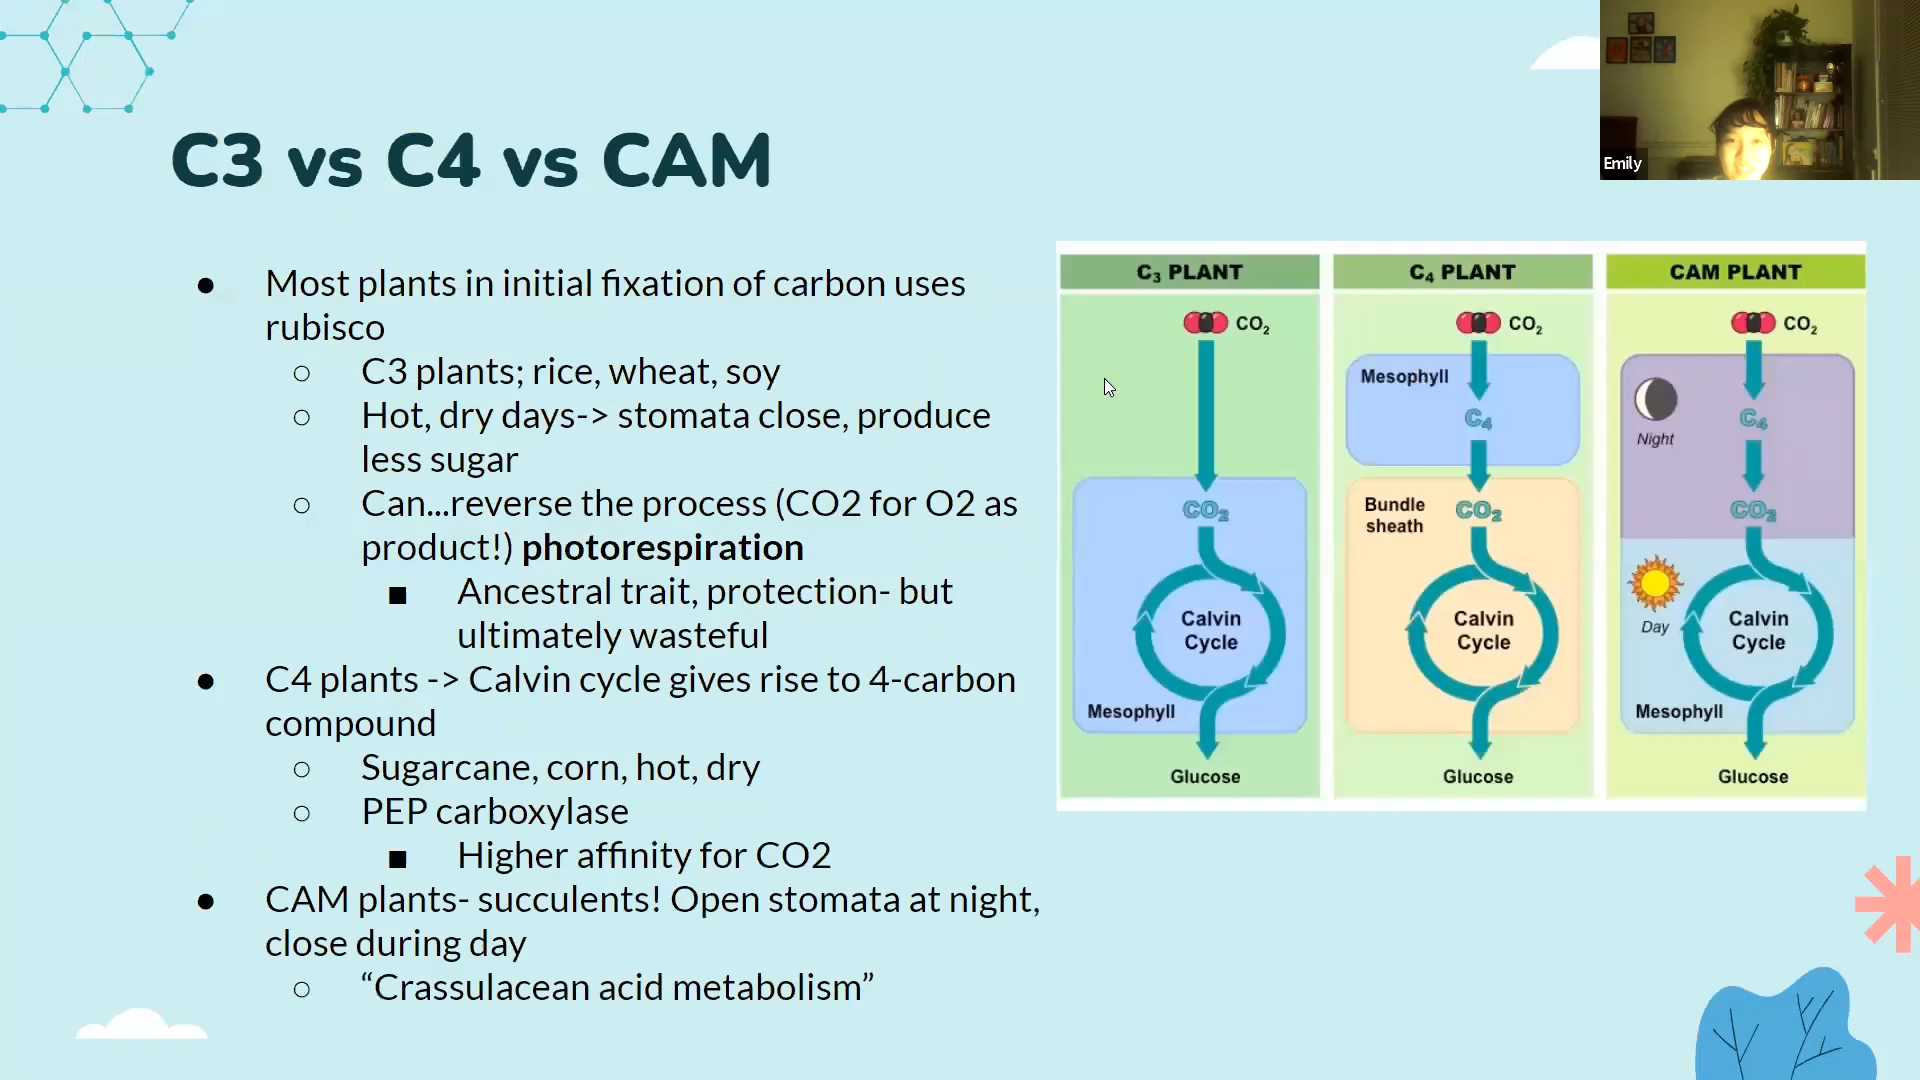 Emily
C3 vs C4 vs CAM
● Most plants in initial fixation of carbon uses
rubisco
○ C3 plants; rice, wheat, soy
○ Hot, dry days-> stomata close, produce
less sugar
○ Can...reverse the process (CO2 for O2 as
product!) photorespiration
■ Ancestral trait, protection- but
ultimately wasteful
● C4 plants -> Calvin cycle gives rise to 4-carbon
compound
○ Sugarcane, corn, hot, dry
○ PEP carboxylase
■ Higher affinity for CO2
● CAM plants- succulents! Open stomata at night,
close during day
○ “Crassulacean acid metabolism”
C₃ PLANT
CO₂
CO₂
Calvin
Cycle
Mesophyll
Glucose
C₄ PLANT
CO₂
Mesophyll
C₄
Bundle
sheath
CO₂
Calvin
Cycle
Glucose
CAM PLANT
CO₂
C₄
Night
CO₂
Day
Calvin
Cycle
Mesophyll
Glucose